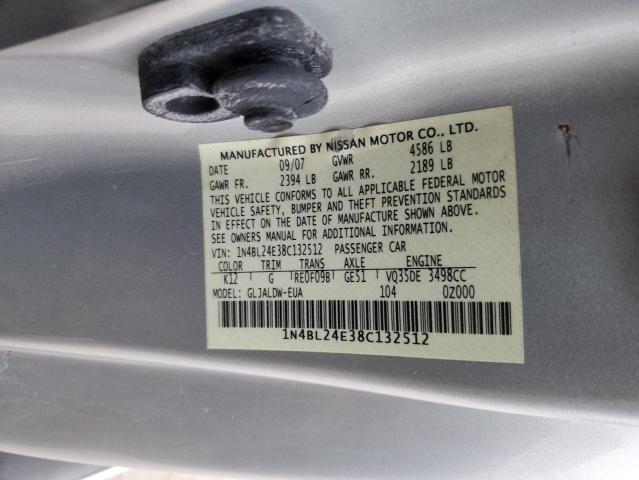 MANUFACTURED BY NISSAN MOTOR CO., LTD.
DATE 09/07 GVWR 4586 LB
GAWR FR. 2394 LB GAWR RR. 2189 LB
THIS VEHICLE CONFORMS TO ALL APPLICABLE FEDERAL MOTOR
VEHICLE SAFETY, BUMPER AND THEFT PREVENTION STANDARDS
IN EFFECT ON THE DATE OF MANUFACTURE SHOWN ABOVE.
SEE OWNERS MANUAL FOR ADDITIONAL INFORMATION.
VIN: 1N4BL24E38C132512 PASSENGER CAR
COLOR TRIM TRANS AXLE ENGINE
K12 G RE0F09B GE51 VQ35DE 3498CC
MODEL: GLJALDW-EUA 104 0Z000
1N4BL24E38C132512